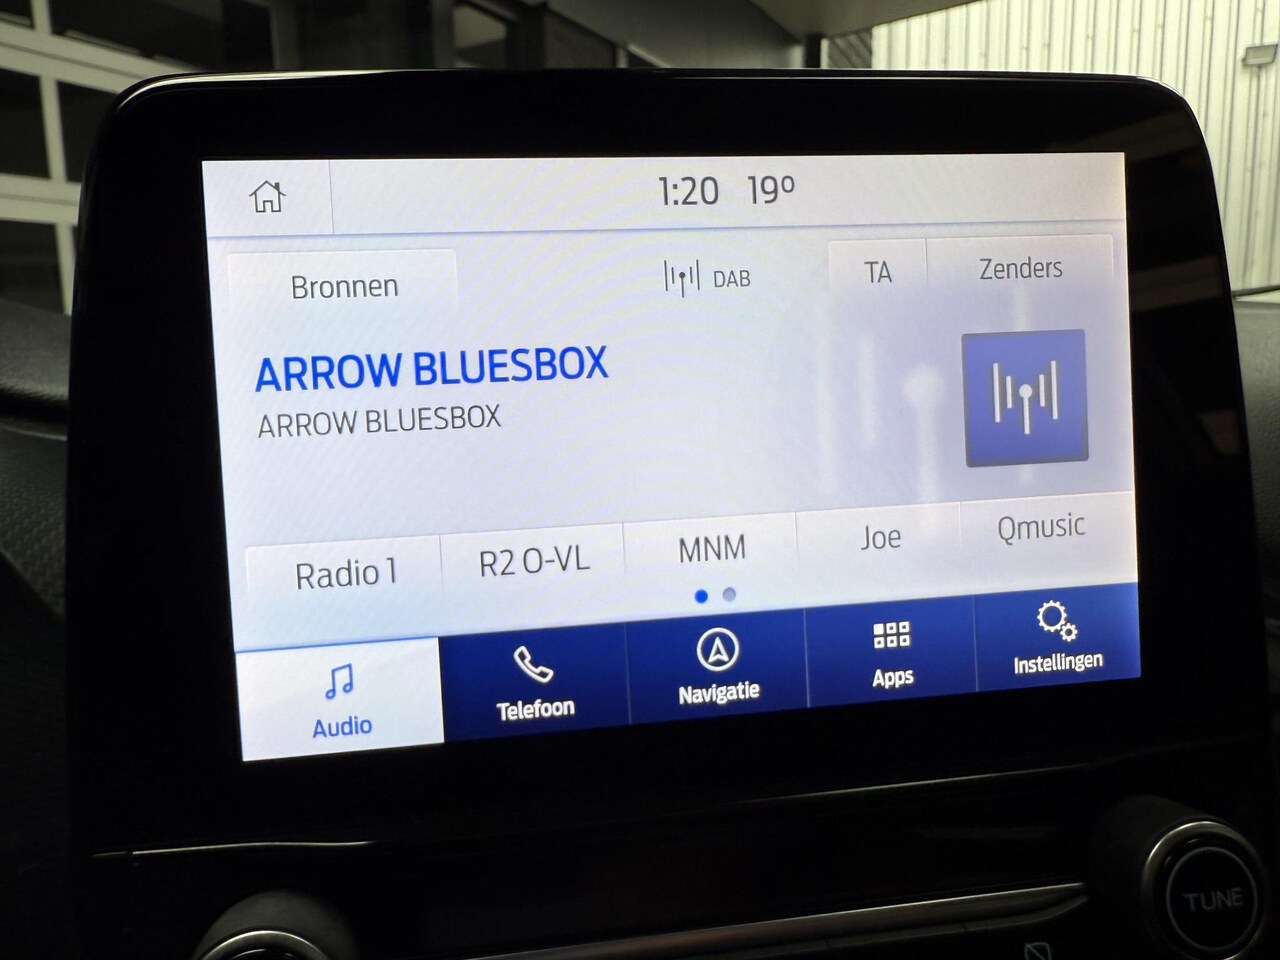 1:20 19º
Bronnen
DAB
TA
Zenders
ARROW BLUESBOX
ARROW BLUESBOX
Radio 1
R2 O-VL
MNM
Joe
Qmusic
Audio
Telefoon
Navigatie
Apps
Instellingen
TUNE